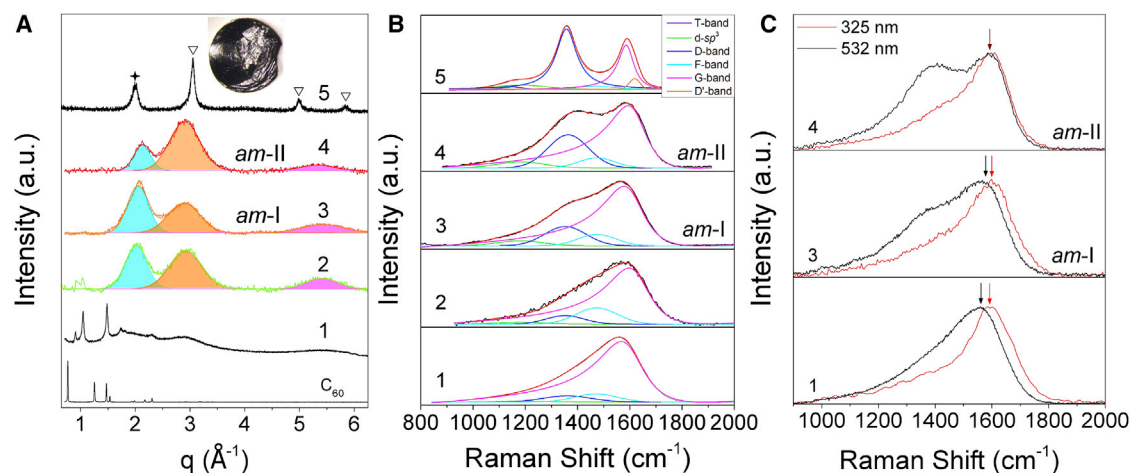 A
5
am-II
4
am-I
3
2
1
C60
Intensity (a.u.)
1 2 3 4 5 6
q (Å-1)
B
T-band
d-sp3
D-band
F-band
G-band
D'-band
5
4
am-II
3
am-I
2
1
Intensity (a.u.)
800 1000 1200 1400 1600 1800 2000
Raman Shift (cm-1)
C
325 nm
532 nm
4
am-II
3
am-I
1
Intensity (a.u.)
1000 1200 1400 1600 1800 2000
Raman Shift (cm-1)